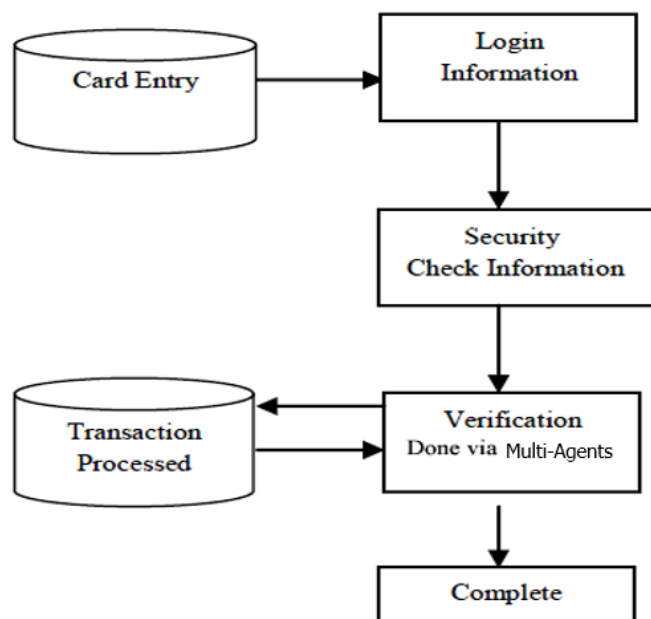 Card Entry
Login
Information
Security
Check Information
Transaction
Processed
Verification
Done via Multi-Agents
Complete